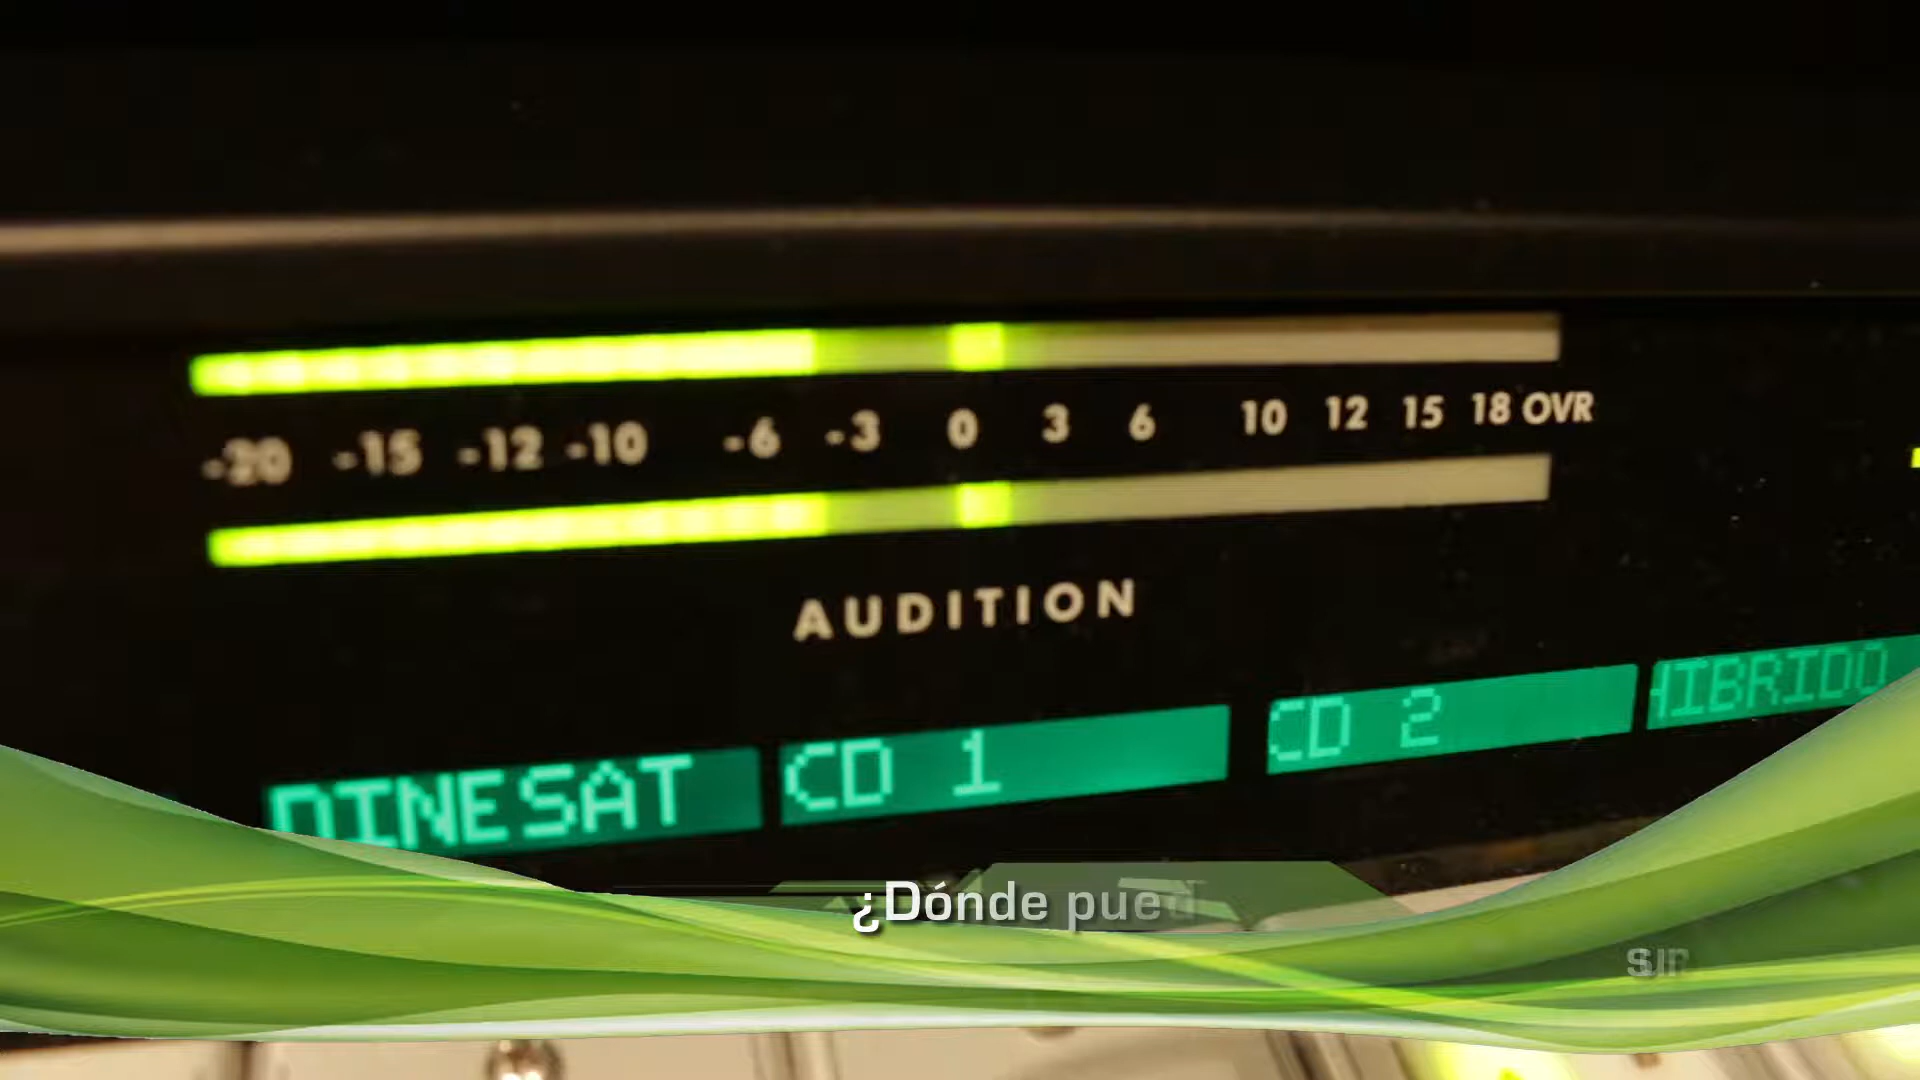 -20 -15 -12 -10 -6 -3 0 3 6 10 12 15 18 OVR
AUDITION
DINESAT CD 1 CD 2 HIBRIDO
¿Dónde pued